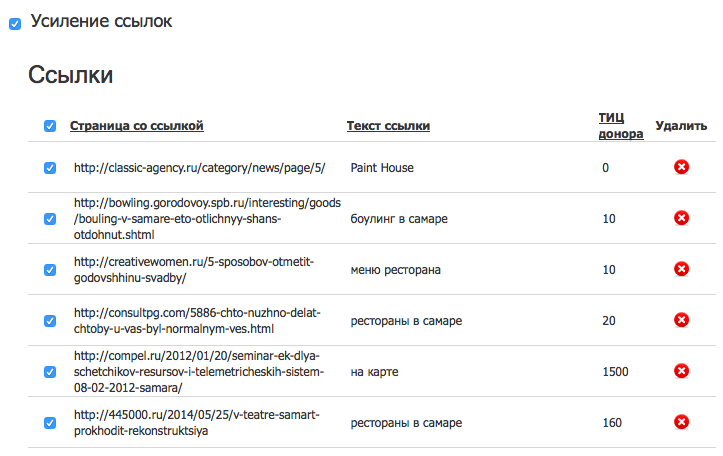 Усиление ссылок
Ссылки
Страница со ссылкой Текст ссылки ТИЦ донора Удалить
http://classic-agency.ru/category/news/page/5/ Paint House 0
http://bowling.gorodovoy.spb.ru/interesting/goods
/bouling-v-samare-eto-otlichnyy-shans- боулинг в самаре 10
otdohnut.shtml
http://creativewomen.ru/5-sposobov-otmetit-
godovshhinu-svadby/ меню ресторана 10
http://consultpg.com/5886-chto-nuzhno-delat-
chtoby-u-vas-byl-normalnym-ves.html рестораны в самаре 20
http://compel.ru/2012/01/20/seminar-ek-dlya-
schetchikov-resursov-i-telemetricheskih-sistem- на карте 1500
08-02-2012-samara/
http://445000.ru/2014/05/25/v-teatre-samart-
prokhodit-rekonstruktsiya рестораны в самаре 160